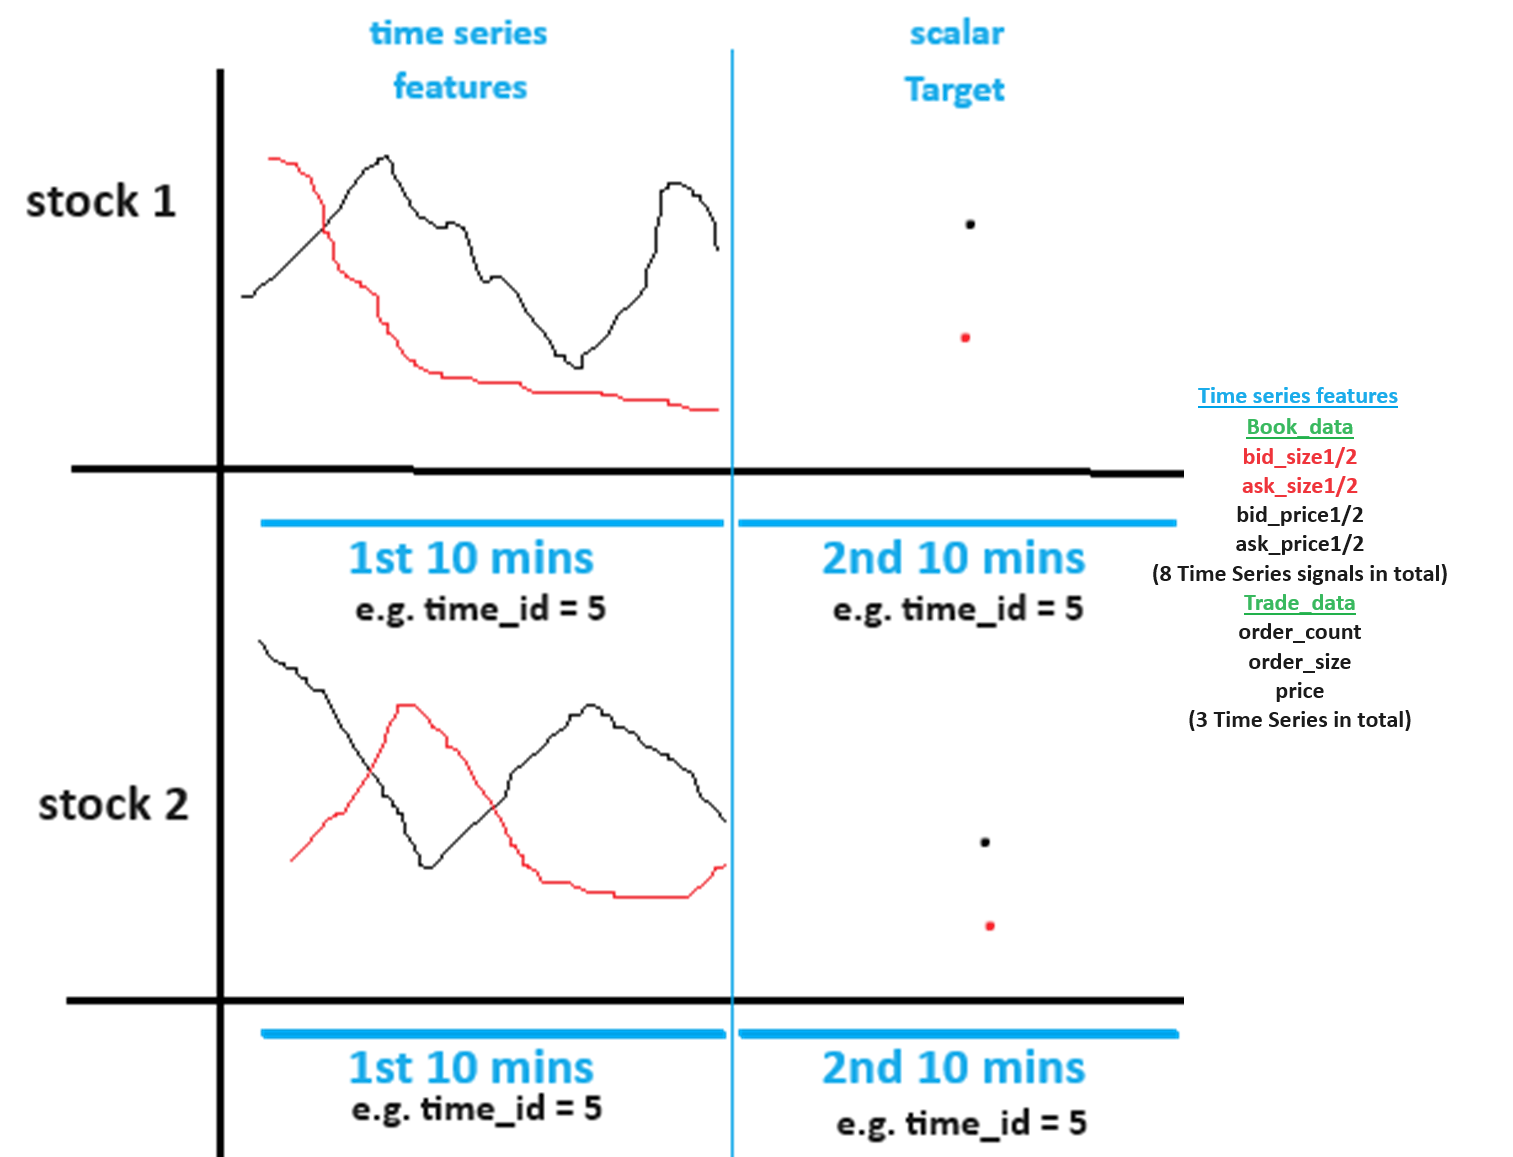 time series
features
scalar
Target
stock 1
1st 10 mins
e.g. time_id = 5
2nd 10 mins
e.g. time_id = 5
stock 2
1st 10 mins
e.g. time_id = 5
2nd 10 mins
e.g. time_id = 5
Time series features
Book_data
bid_size1/2
ask_size1/2
bid_price1/2
ask_price1/2
(8 Time Series signals in total)
Trade_data
order_count
order_size
price
(3 Time Series in total)